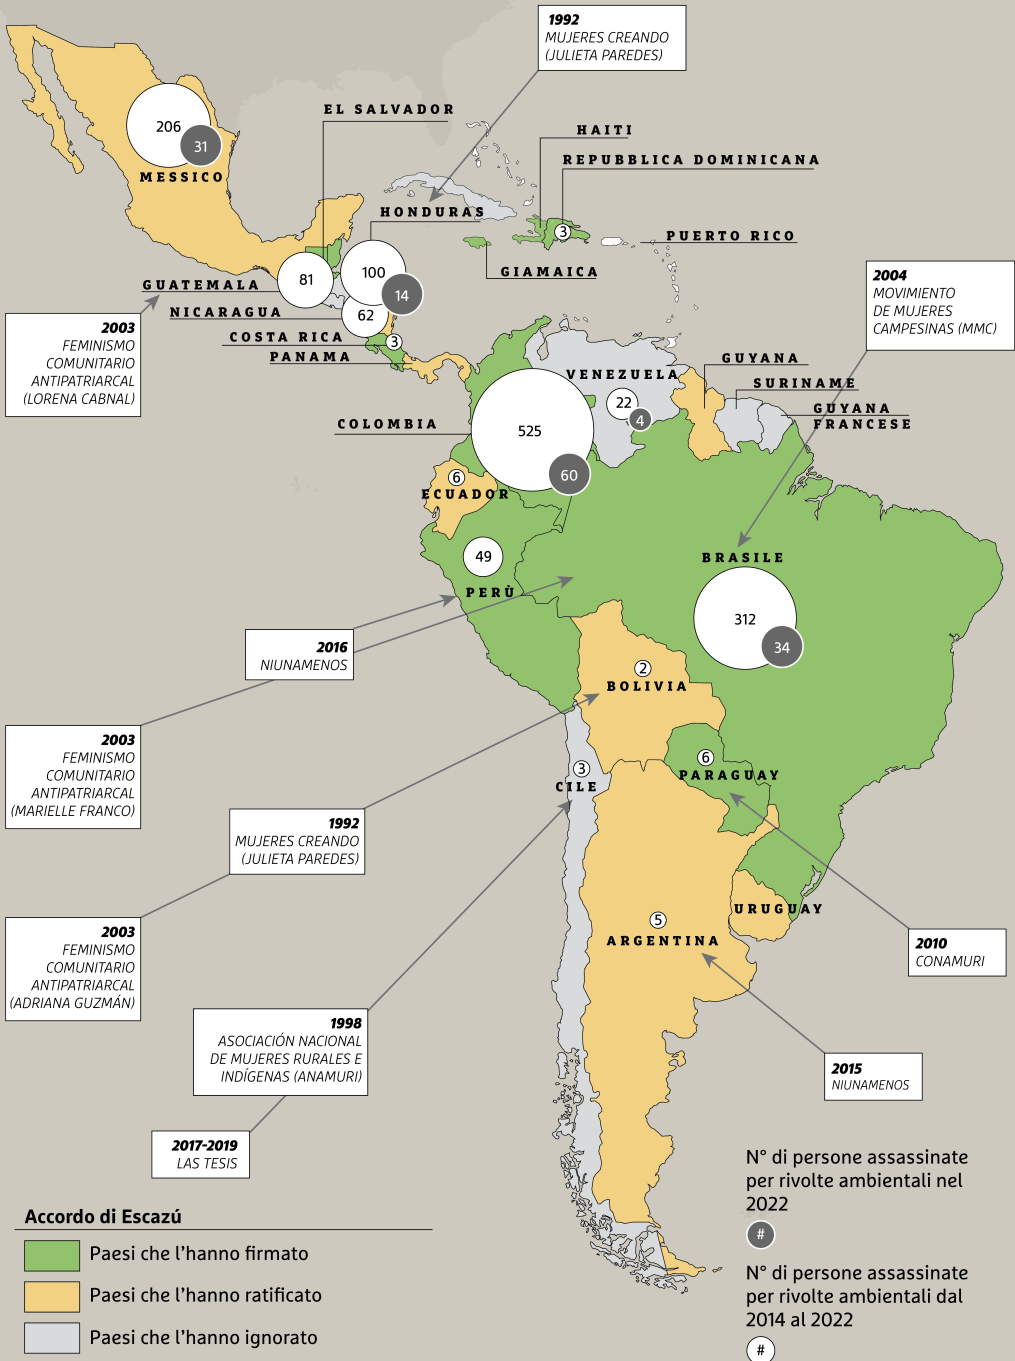 1992
MUJERES CREANDO
(JULIETA PAREDES)
EL SALVADOR
HAITI
REPUBBLICA DOMINICANA
206
31
MESSICO
HONDURAS
3
PUERTO RICO
GIAMAICA
81
100
14
GUATEMALA
62
NICARAGUA
COSTA RICA
3
PANAMA
2003
FEMINISMO
COMUNITARIO
ANTIPATRIARCAL
(LORENA CABNAL)
2004
MOVIMIENTO
DE MUJERES
CAMPESINAS (MMC)
GUYANA
VENEZUELA
SURINAME
22
4
GUYANA
FRANCESE
COLOMBIA
525
60
6
ECUADOR
49
PERÙ
BRASILE
312
34
2016
NIUNAMENOS
2
BOLIVIA
2003
FEMINISMO
COMUNITARIO
ANTIPATRIARCAL
(MARIELLE FRANCO)
3
CILE
6
PARAGUAY
1992
MUJERES CREANDO
(JULIETA PAREDES)
URUGUAY
5
ARGENTINA
2003
FEMINISMO
COMUNITARIO
ANTIPATRIARCAL
(ADRIANA GUZMÁN)
2010
CONAMURI
1998
ASOCIACIÓN NACIONAL
DE MUJERES RURALES E
INDÍGENAS (ANAMURI)
2015
NIUNAMENOS
2017-2019
LAS TESIS
N° di persone assassinate
per rivolte ambientali nel
2022
#
N° di persone assassinate
per rivolte ambientali dal
2014 al 2022
#
Accordo di Escazú
Paesi che l'hanno firmato
Paesi che l'hanno ratificato
Paesi che l'hanno ignorato